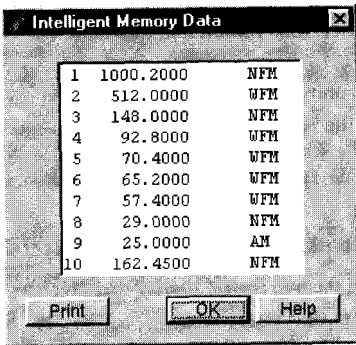 Intelligent Memory Data
1 1000.2000 NFM
2 512.0000 WFM
3 148.0000 NFM
4 92.8000 WFM
5 70.4000 WFM
6 65.2000 WFM
7 57.4000 WFM
8 29.0000 NFM
9 25.0000 AM
10 162.4500 NFM
Print OK Help